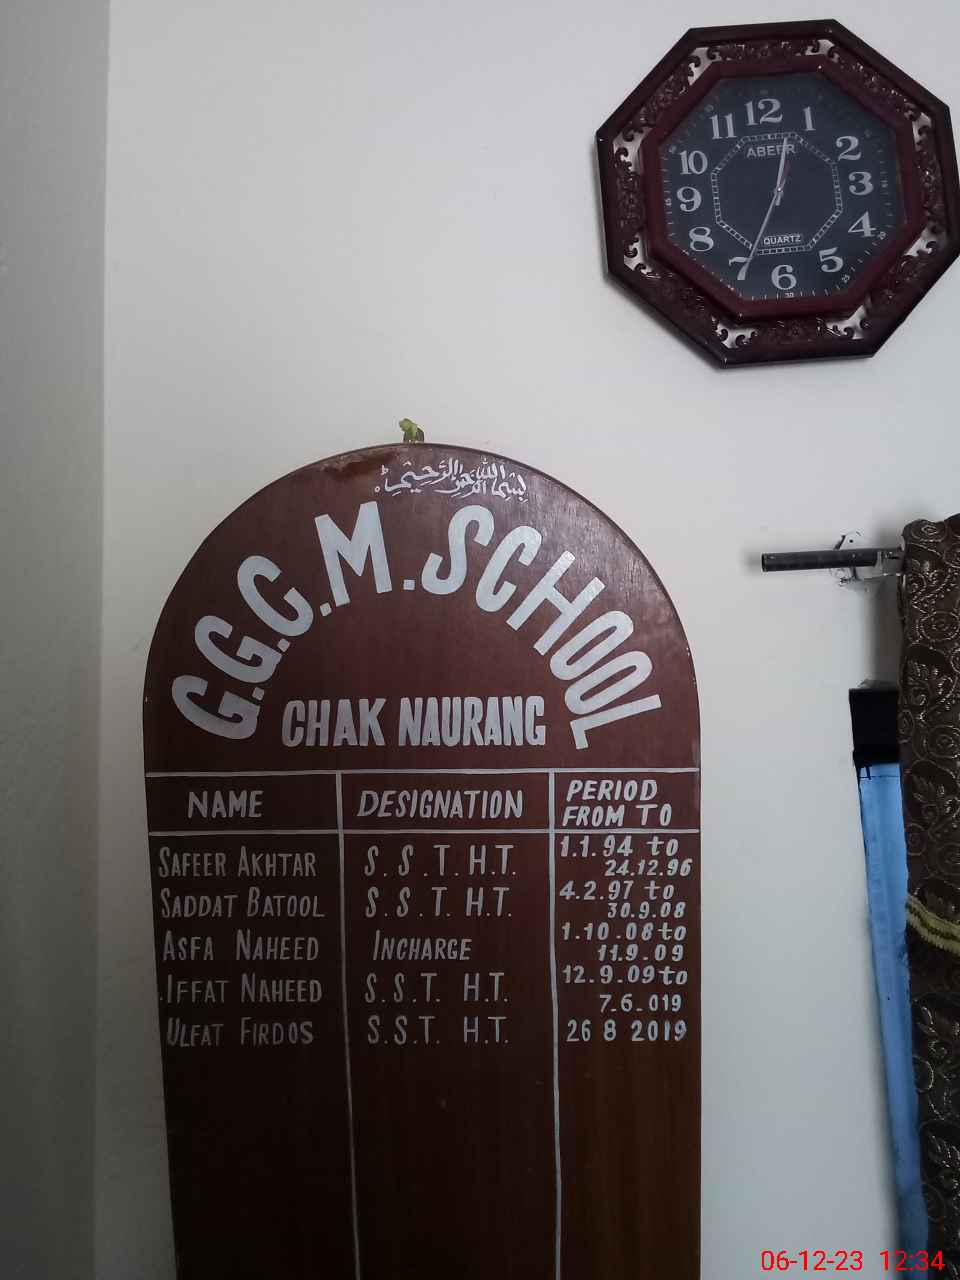 12
11
1
10
2
9
3
8
4
7
5
6
ABEER
QUARTZ
30
بسم الله الرحمن الرحيم
G.G.C.M.SCHOOL
CHAK NAURANG
NAME DESIGNATION PERIOD FROM TO
SAFEER AKHTAR S.S.T. H.T. 1.1.94 to 24.12.96
SADDAT BATOOL S.S.T. H.T. 4.2.97 to 30.9.08
ASFA NAHEED INCHARGE 1.10.08 to 11.9.09
IFFAT NAHEED S.S.T. H.T. 12.9.09 to 7.6.019
ULFAT FIRDOS S.S.T. H.T. 26 8 2019
06-12-23 12:34